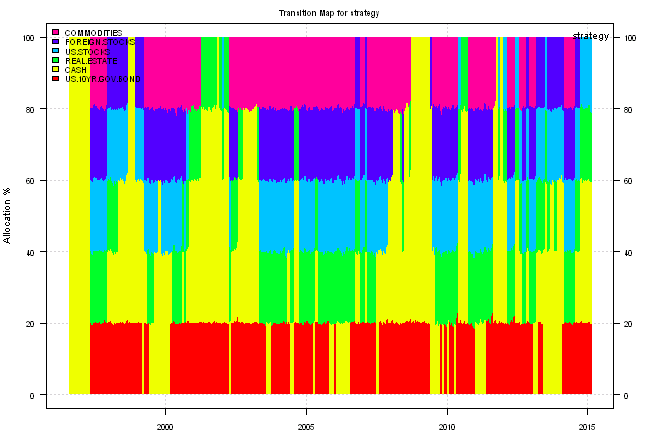 Transition Map for strategy
strategy
COMMODITIES
FOREIGN.STOCKS
US.STOCKS
REAL.ESTATE
CASH
US.10YR.GOV.BOND
Allocation %
100 100
80 80
60 60
40 40
20 20
0 0
2000 2005 2010 2015